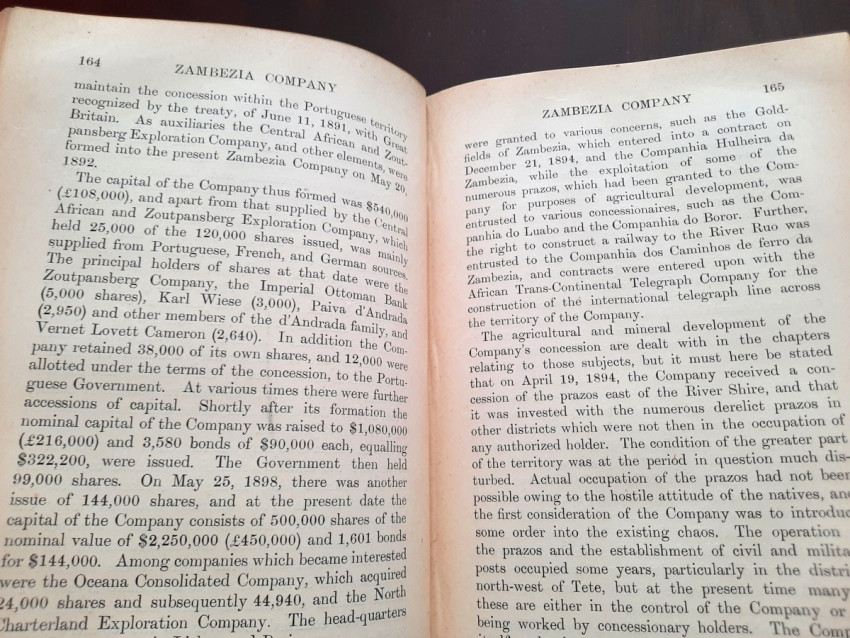 164
ZAMBEZIA COMPANY
maintain the concession within the Portuguese territory
recognized by the treaty, of June 11, 1891, with Great
Britain. As auxiliaries the Central African and Zout-
pansberg Exploration Company, and other elements, were
formed into the present Zambezia Company on May 20,
1892.
The capital of the Company thus formed was $540,000
(£108,000), and apart from that supplied by the Central
African and Zoutpansberg Exploration Company, which
held 25,000 of the 120,000 shares issued, was mainly
supplied from Portuguese, French, and German sources.
The principal holders of shares at that date were the
Zoutpansberg Company, the Imperial Ottoman Bank
(5,000 shares), Karl Wiese (3,000), Paiva d'Andrada
(2,950) and other members of the d'Andrada family, and
Vernet Lovett Cameron (2,640). In addition the Com-
pany retained 38,000 of its own shares, and 12,000 were
allotted under the terms of the concession, to the Portu-
guese Government. At various times there were further
accessions of capital. Shortly after its formation the
nominal capital of the Company was raised to $1,080,000
(£216,000) and 3,580 bonds of $90,000 each, equalling
$322,200, were issued. The Government then held
99,000 shares. On May 25, 1898, there was another
issue of 144,000 shares, and at the present date the
capital of the Company consists of 500,000 shares of the
nominal value of $2,250,000 (£450,000) and 1,601 bonds
for $144,000. Among companies which became interested
were the Oceana Consolidated Company, which acquired
24,000 shares and subsequently 44,940, and the North
Charterland Exploration Company. The head-quarters
ZAMBEZIA COMPANY
165
were granted to various concerns, such as the Gold-
fields of Zambezia, which entered into a contract on
December 21, 1894, and the Companhia Hulheira da
Zambezia, while the exploitation of some of the
numerous prazos, which had been granted to the Com-
pany for purposes of agricultural development, was
entrusted to various concessionaires, such as the Com-
panhia do Luabo and the Companhia do Boror. Further,
the right to construct a railway to the River Ruo was
entrusted to the Companhia dos Caminhos de ferro da
Zambezia, and contracts were entered upon with the
African Trans-Continental Telegraph Company for the
construction of the international telegraph line across
the territory of the Company.
The agricultural and mineral development of the
Company's concession are dealt with in the chapters
relating to those subjects, but it must here be stated
that on April 19, 1894, the Company received a con-
cession of the prazos east of the River Shire, and that
it was invested with the numerous derelict prazos in
other districts which were not then in the occupation of
any authorized holder. The condition of the greater part
of the territory was at the period in question much dis-
turbed. Actual occupation of the prazos had not been
possible owing to the hostile attitude of the natives, and
the first consideration of the Company was to introduc
some order into the existing chaos. The operation
the prazos and the establishment of civil and milita
posts occupied some years, particularly in the distri
north-west of Tete, but at the present time many
these are either in the control of the Company or
being worked by concessionary holders. The Comp